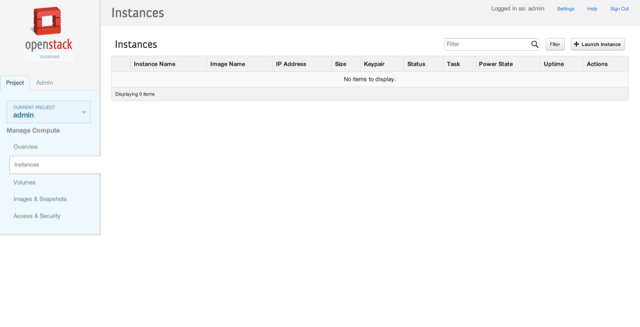 Instances
Logged in as: admin Settings Help Sign Out
openstack
DASHBOARD
Project Admin
CURRENT PROJECT
admin
Manage Compute
Overview
Instances
Volumes
Images & Snapshots
Access & Security
Instances
Filter Filter Launch Instance
Instance Name Image Name IP Address Size Keypair Status Task Power State Uptime Actions
No items to display.
Displaying 0 items